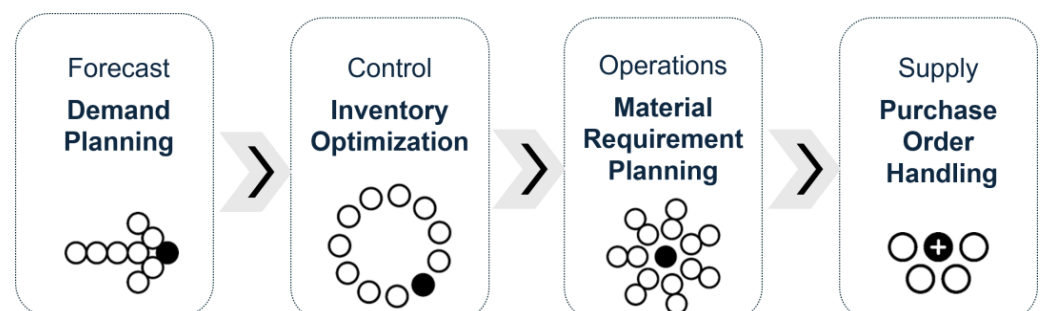 Forecast
Demand
Planning
Control
Inventory
Optimization
Operations
Material
Requirement
Planning
Supply
Purchase
Order
Handling